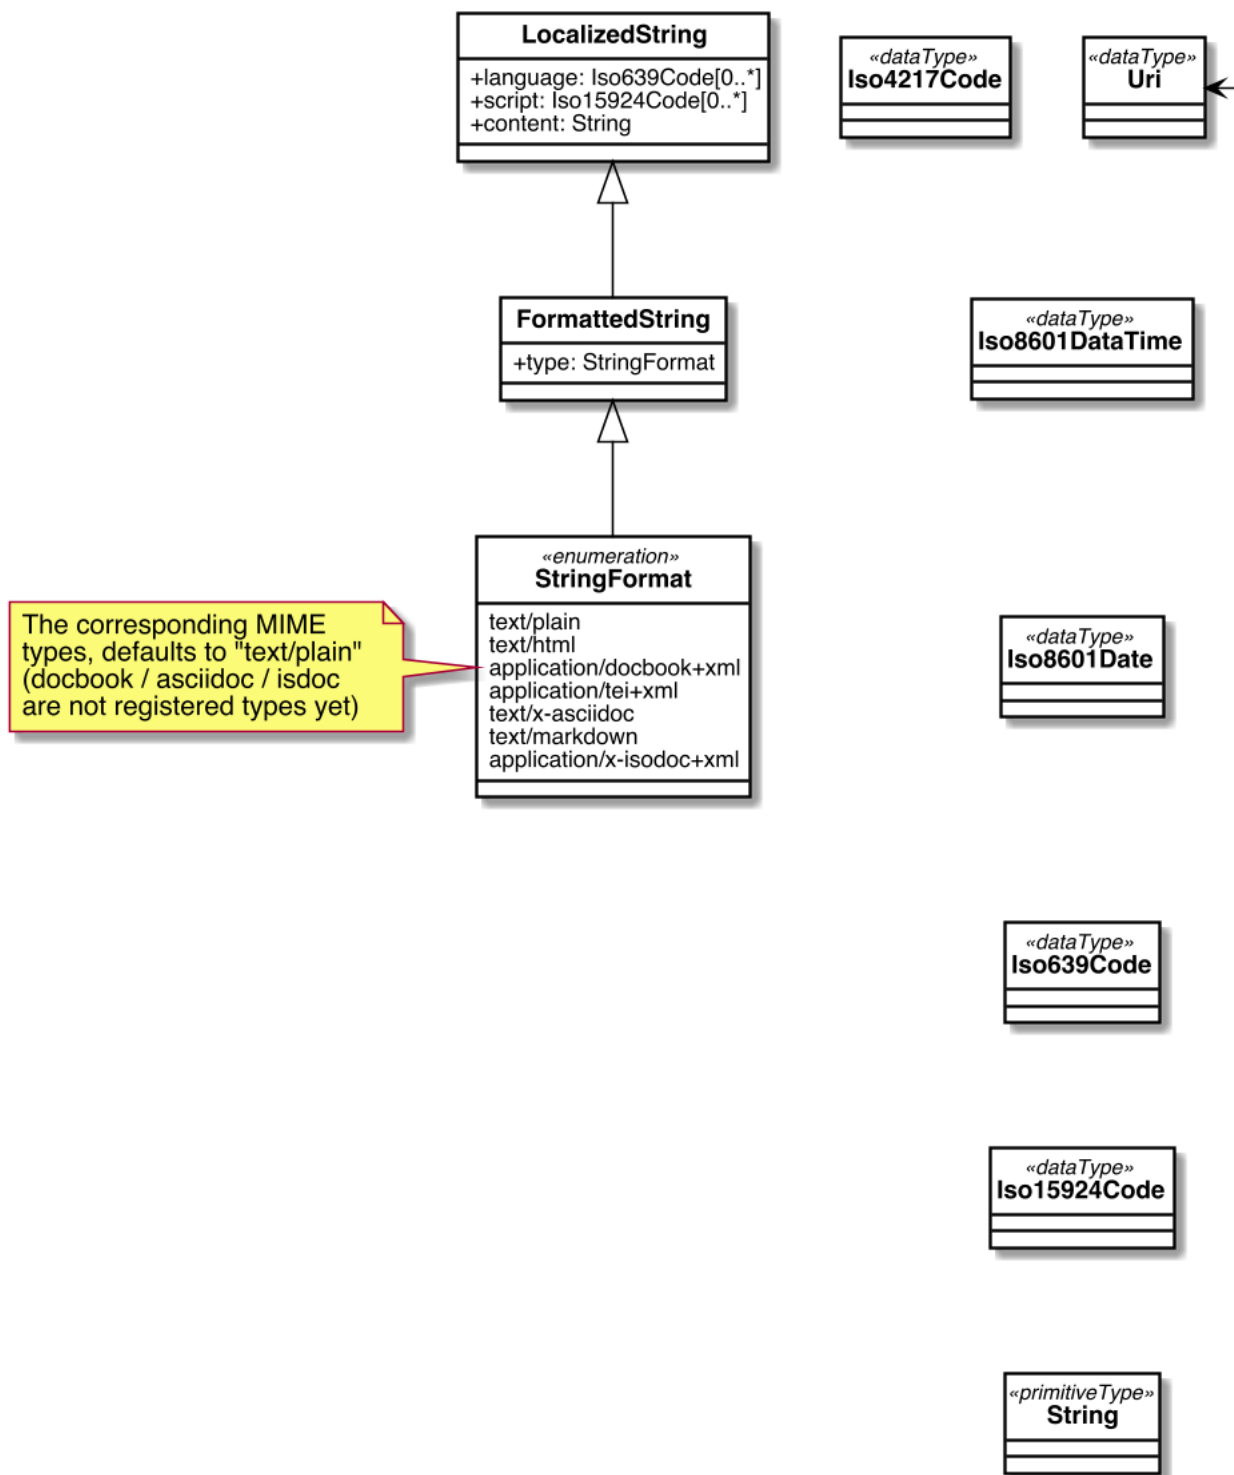 LocalizedString
+language: Iso639Code[0..*]
+script: Iso15924Code[0..*]
+content: String
«dataType»
Iso4217Code
«dataType»
Uri
FormattedString
+type: StringFormat
«dataType»
Iso8601DataTime
«enumeration»
StringFormat
text/plain
text/html
application/docbook+xml
application/tei+xml
text/x-asciidoc
text/markdown
application/x-isodoc+xml
The corresponding MIME
types, defaults to "text/plain"
(docbook / asciidoc / isdoc
are not registered types yet)
«dataType»
Iso8601Date
«dataType»
Iso639Code
«dataType»
Iso15924Code
«primitiveType»
String